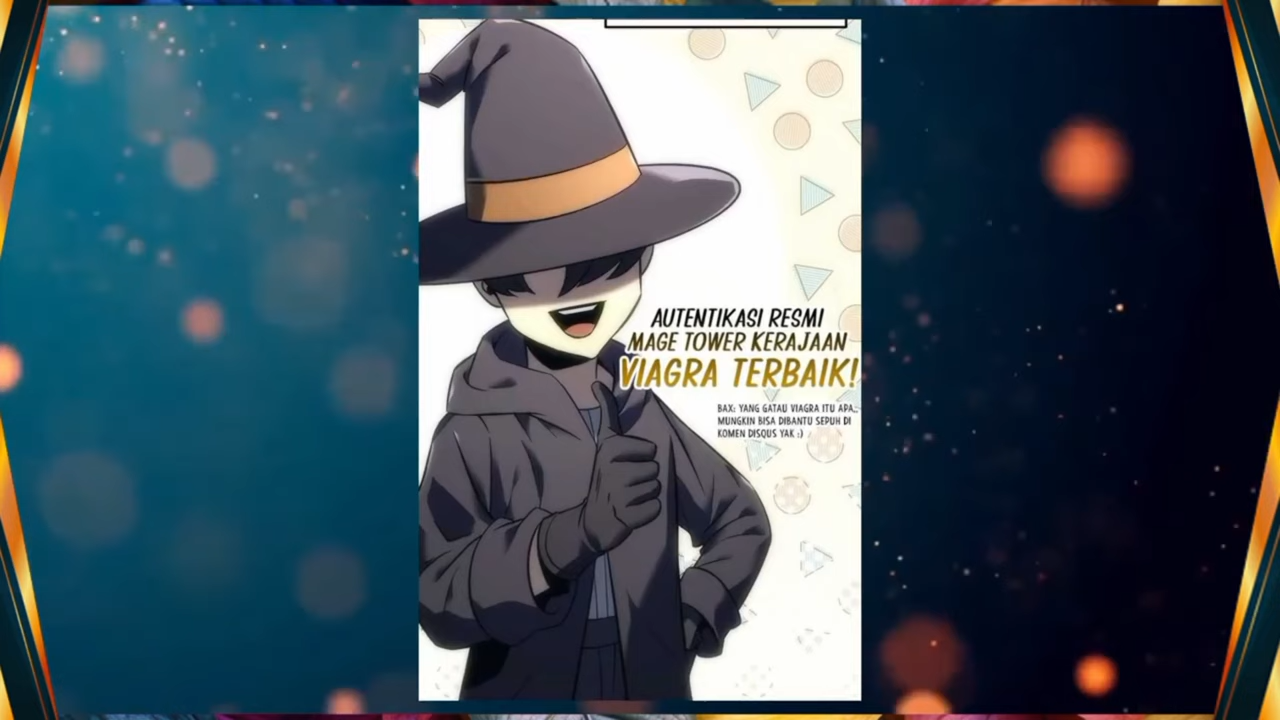 AUTENTIKASI RESMI
MAGE TOWER KERAJAAN
VIAGRA TERBAIK!
BAX: YANG GATAU VIAGRA ITU APA..
MUNGKIN BISA DIBANTU SEPUH DI
KOMEN DISQUS YAK :)